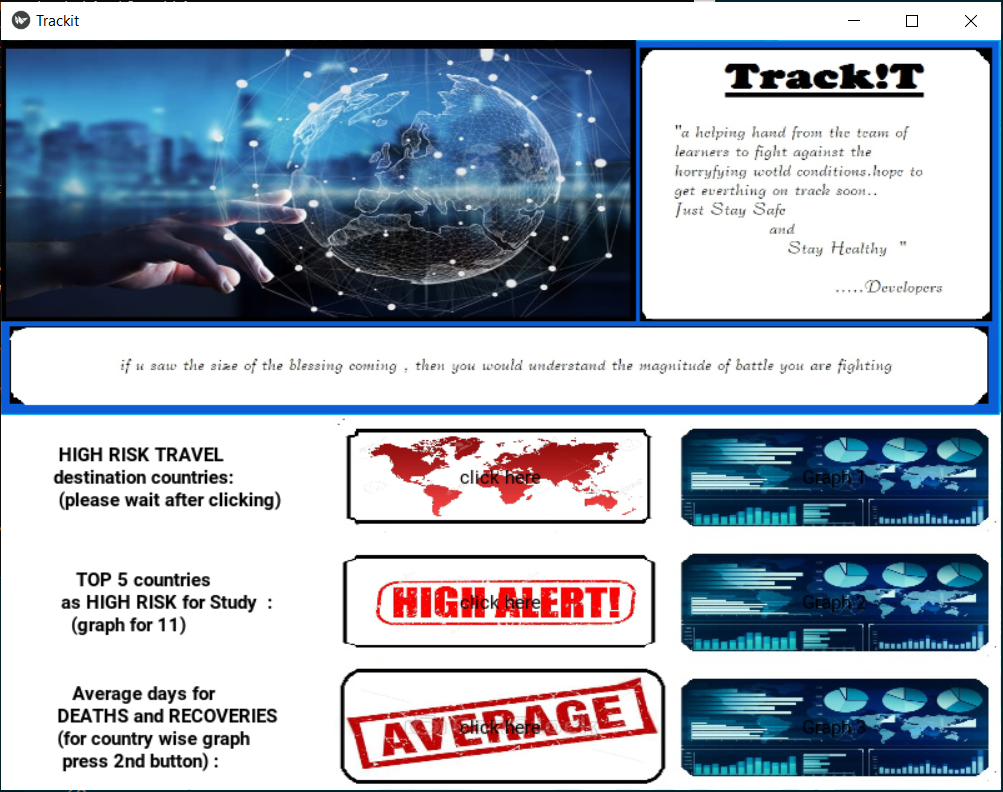 Trackit
Track!T
"a helping hand from the team of
learners to fight against the
horryfying wotld conditions.hope to
get everthing on track soon..
Just Stay Safe
and
Stay Healthy "
.....Developers
if u saw the size of the blessing coming , then you would understand the magnitude of battle you are fighting
HIGH RISK TRAVEL
destination countries:
(please wait after clicking)
click here
Graph 1
TOP 5 countries
as HIGH RISK for Study :
(graph for 11)
HIGH ALERT!
click here
Graph 2
Average days for
DEATHS and RECOVERIES
(for country wise graph
press 2nd button) :
AVERAGE
click here
Graph 3